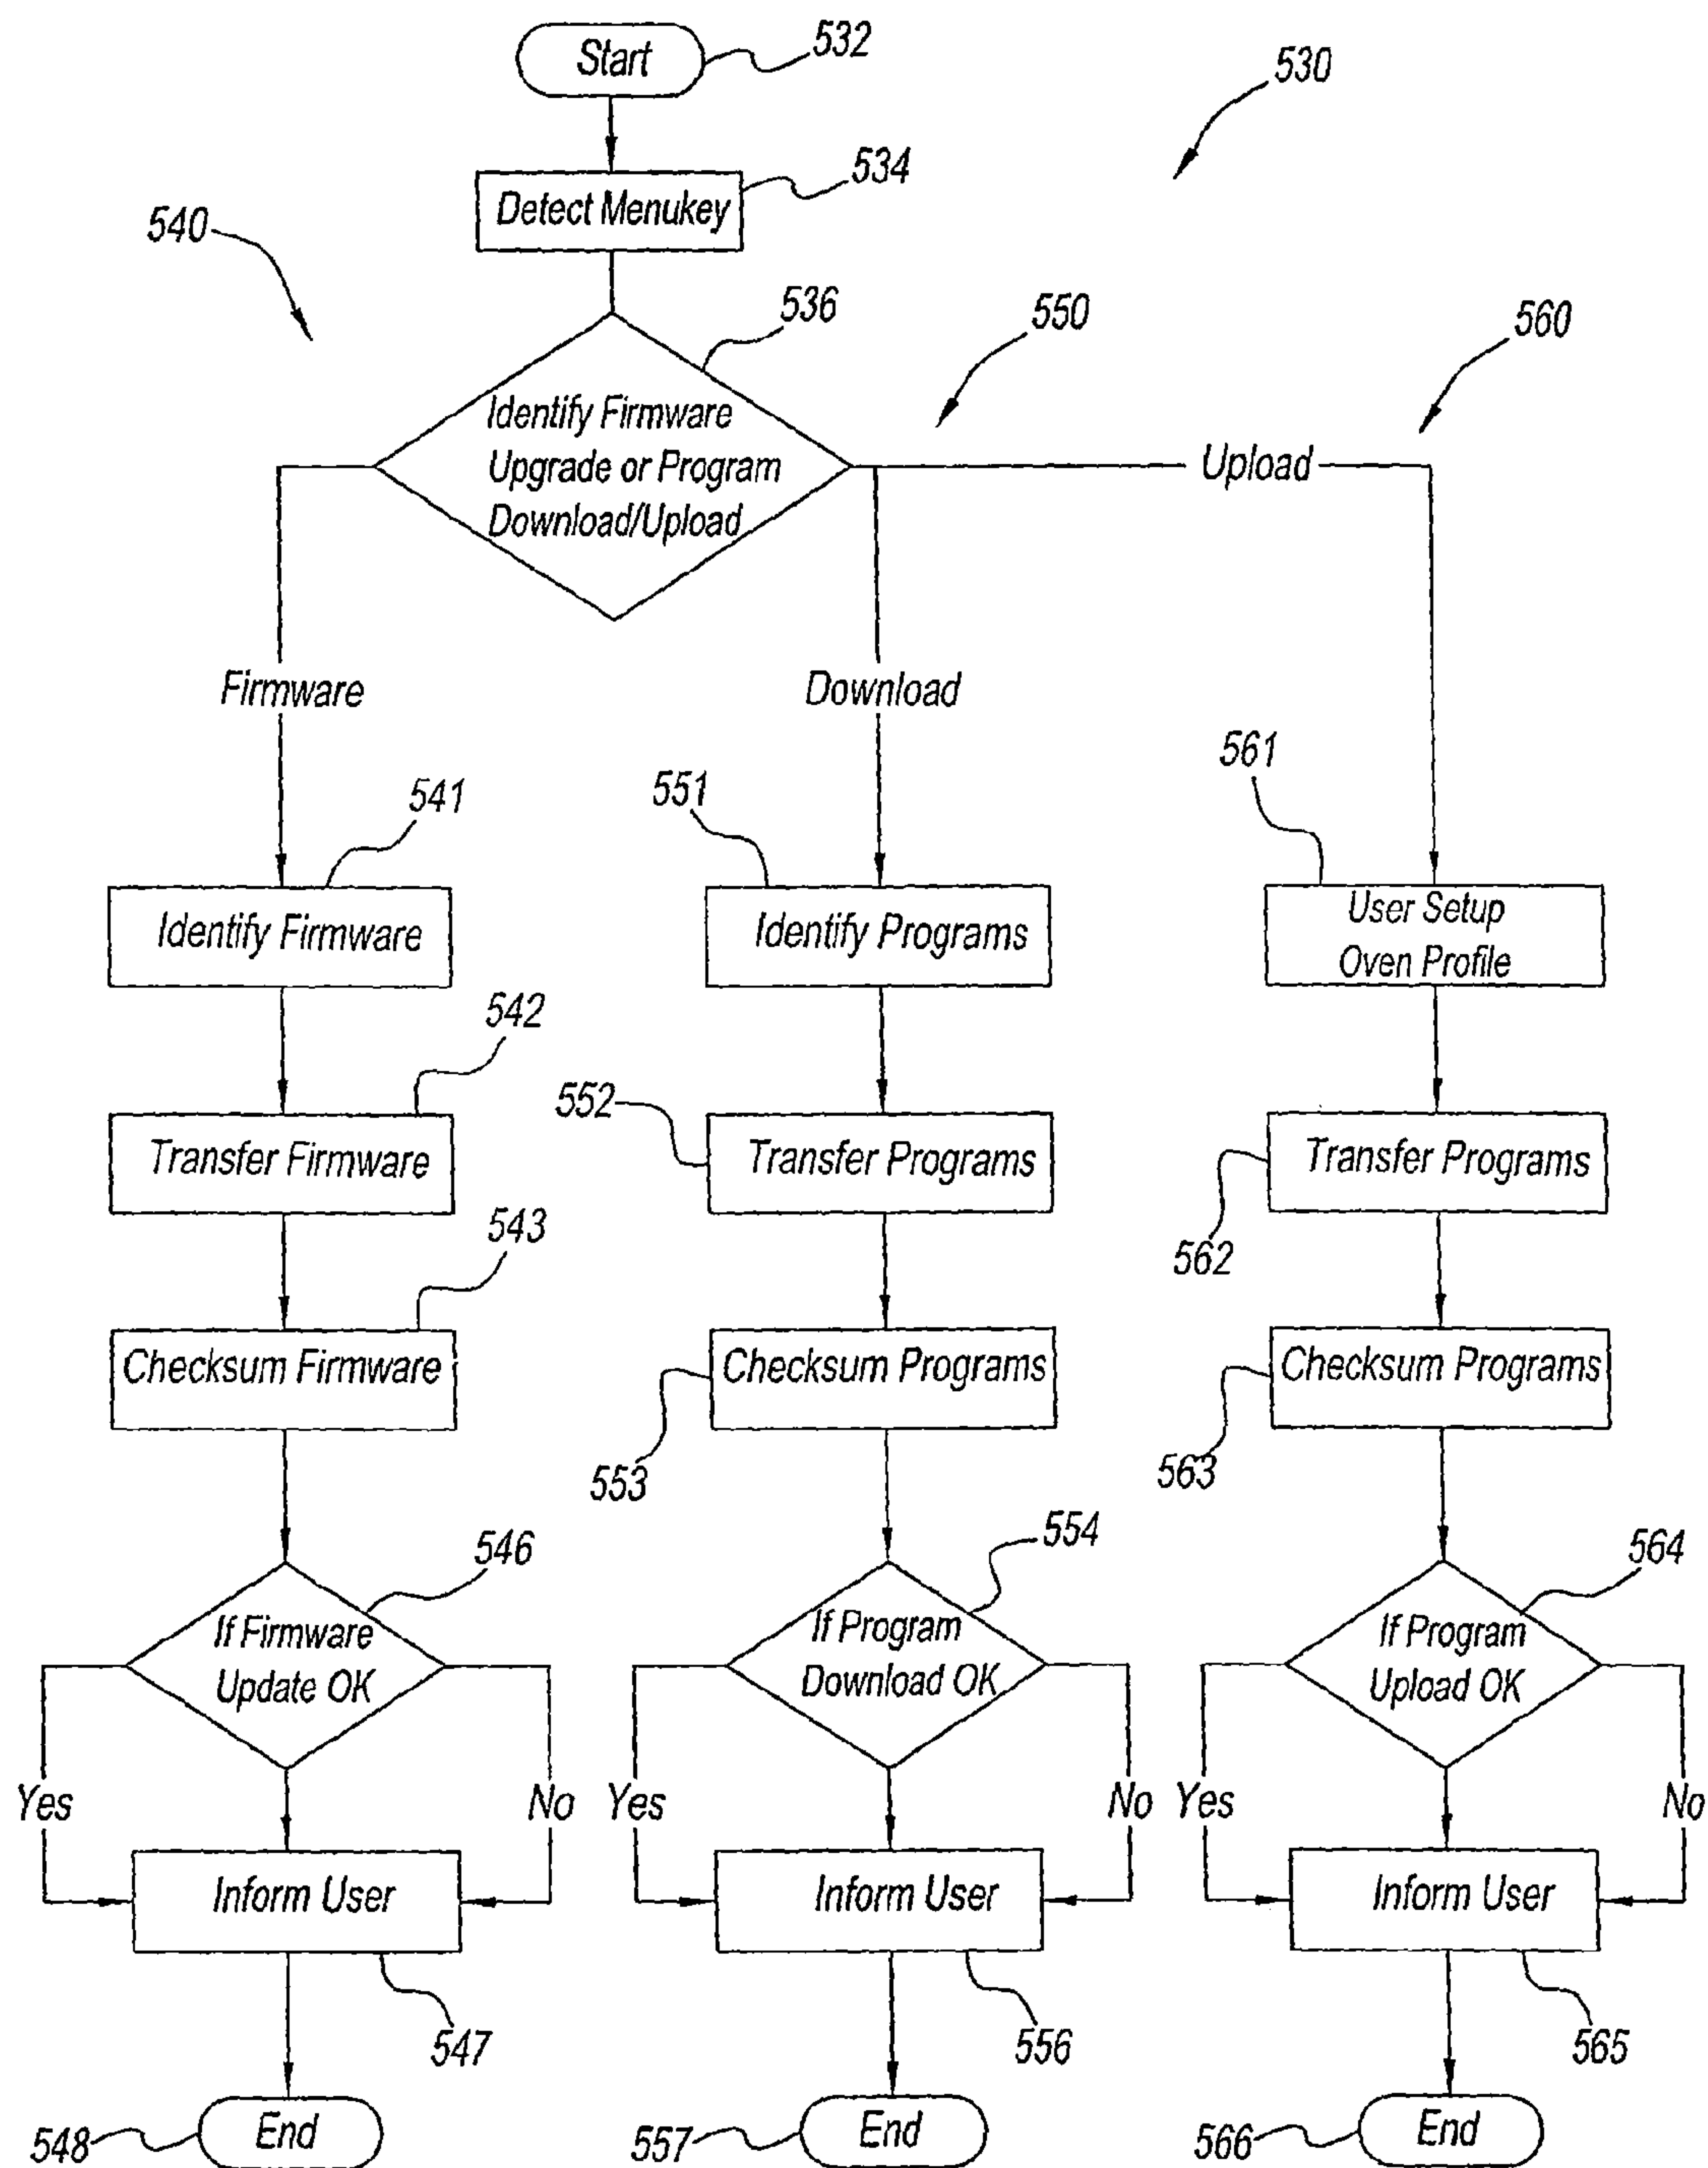 Start
532
530
Detect Menukey
534
540
536
550
560
Identify Firmware
Upgrade or Program
Download/Upload
Upload
Firmware
Download
541
551
561
Identify Firmware
Identify Programs
User Setup
Oven Profile
542
552
562
Transfer Firmware
Transfer Programs
Transfer Programs
543
553
563
Checksum Firmware
Checksum Programs
Checksum Programs
546
554
564
If Firmware
Update OK
If Program
Download OK
If Program
Upload OK
Yes
No
Yes
No
Yes
No
Inform User
Inform User
Inform User
547
556
565
548
End
557
End
566
End